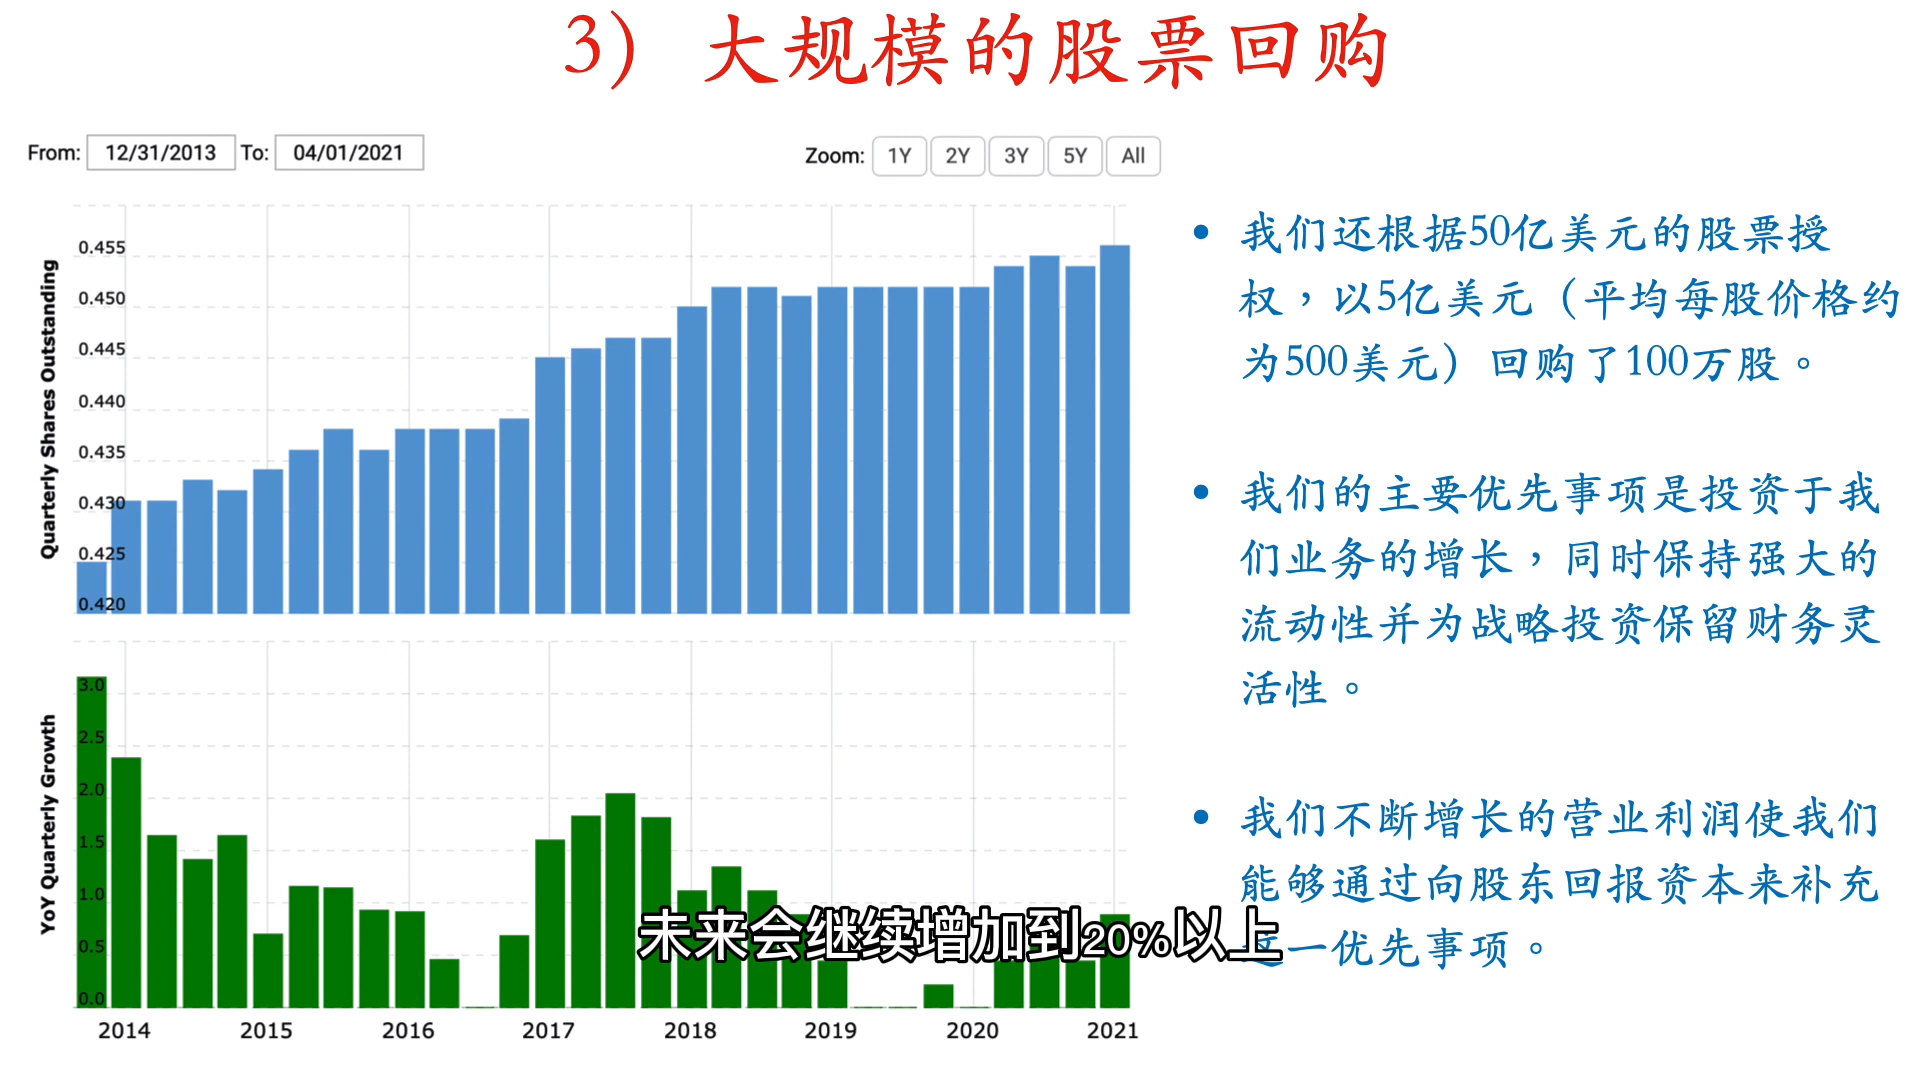 3) 大规模的股票回购
From: 12/31/2013 To: 04/01/2021
Zoom: 1Y 2Y 3Y 5Y All
Quarterly Shares Outstanding
0.455
0.450
0.445
0.440
0.435
0.430
0.425
0.420
YoY Quarterly Growth
3.0
2.5
2.0
1.5
1.0
0.5
0.0
2014 2015 2016 2017 2018 2019 2020 2021
• 我们还根据50亿美元的股票授
权，以5亿美元（平均每股价格约
为500美元）回购了100万股。
• 我们的主要优先事项是投资于我
们业务的增长，同时保持强大的
流动性并为战略投资保留财务灵
活性。
• 我们不断增长的营业利润使我们
能够通过向股东回报资本来补充
一优先事项。
未来会继续增加到20%以上